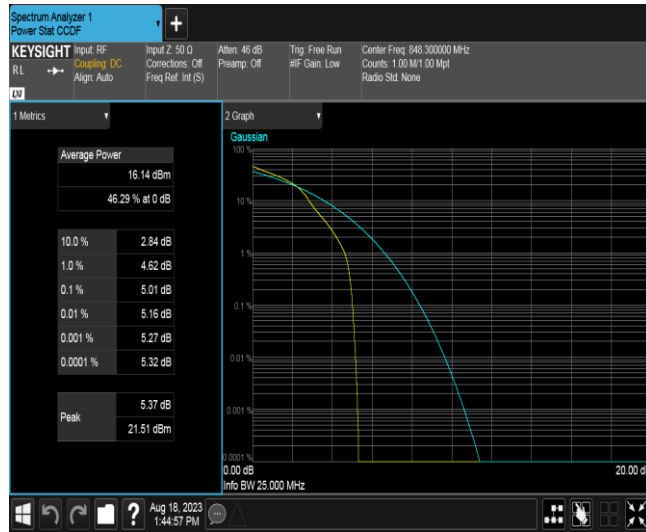 Spectrum Analyzer 1
Power Stat CCDF
KEYSIGHT
RL
LXI
Input: RF
Coupling: DC
Align: Auto
Input Z: 50 Ω
Corrections: Off
Freq Ref: Int (S)
Atten: 46 dB
Preamp: Off
Trig: Free Run
#IF Gain: Low
Center Freq: 848.300000 MHz
Counts: 1.00 M/1.00 Mpt
Radio Std: None
1 Metrics
Average Power
16.14 dBm
46.29 % at 0 dB
10.0 % 2.84 dB
1.0 % 4.62 dB
0.1 % 5.01 dB
0.01 % 5.16 dB
0.001 % 5.27 dB
0.0001 % 5.32 dB
Peak
5.37 dB
21.51 dBm
2 Graph
Gaussian
100 %
10 %
1 %
0.1 %
0.01 %
0.001 %
0.0001 %
0.00 dB
20.00 d
Info BW 25.000 MHz
Aug 18, 2023
1:44:57 PM